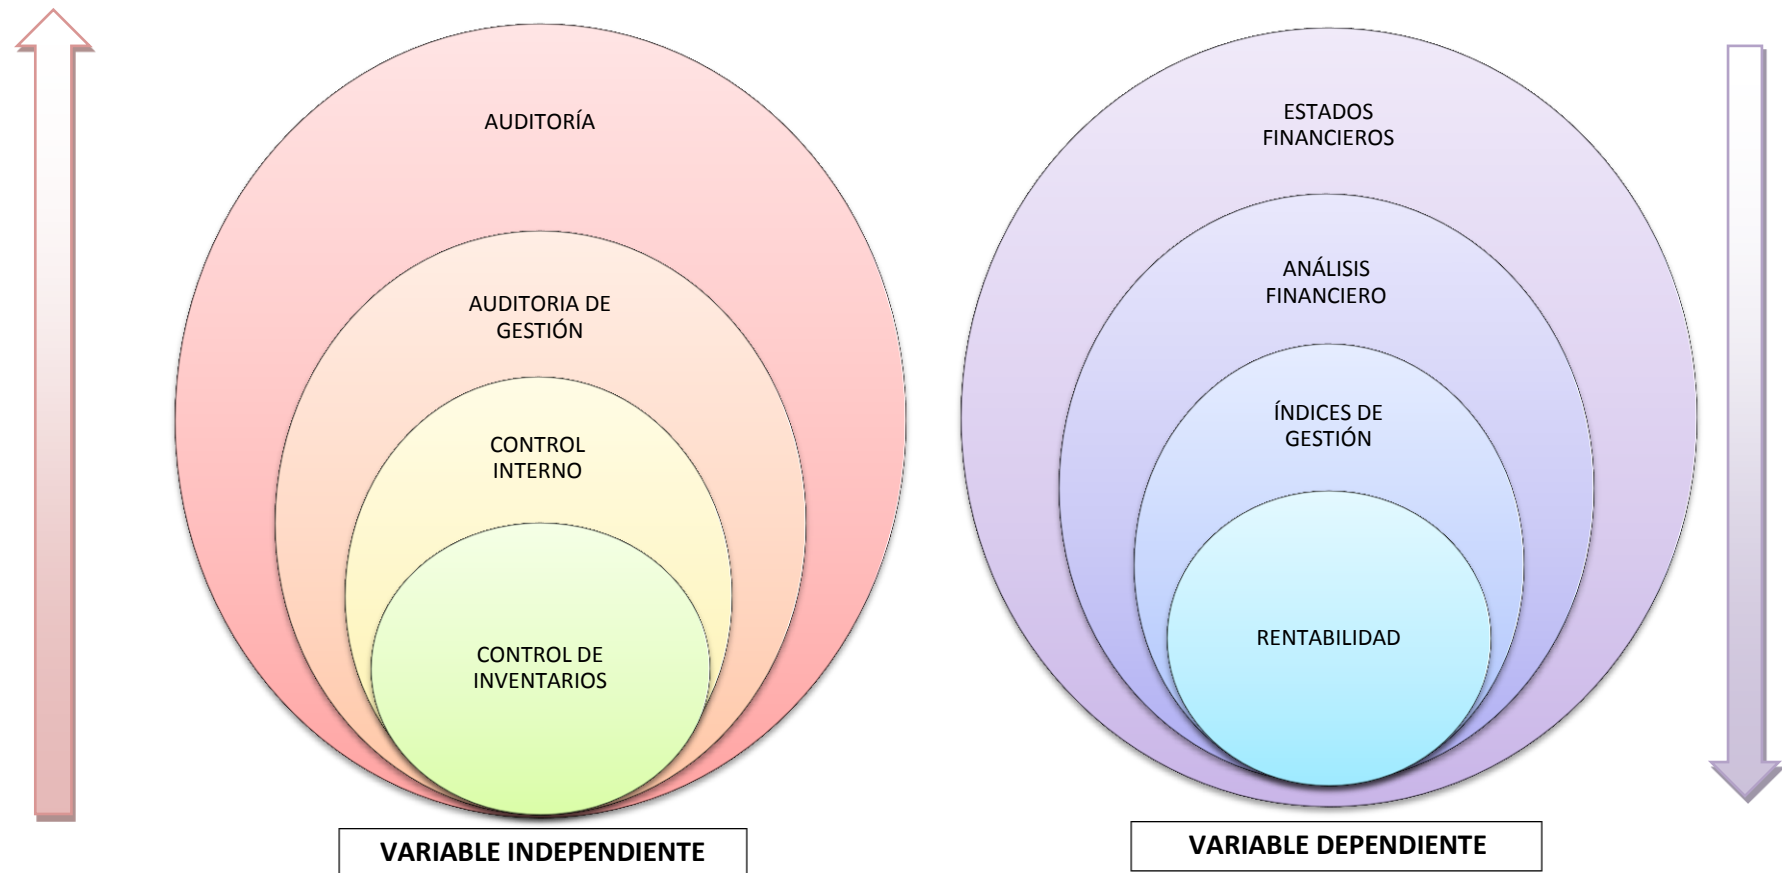 AUDITORÍA
AUDITORIA DE
GESTIÓN
CONTROL
INTERNO
CONTROL DE
INVENTARIOS
VARIABLE INDEPENDIENTE
ESTADOS
FINANCIEROS
ANÁLISIS
FINANCIERO
ÍNDICES DE
GESTIÓN
RENTABILIDAD
VARIABLE DEPENDIENTE